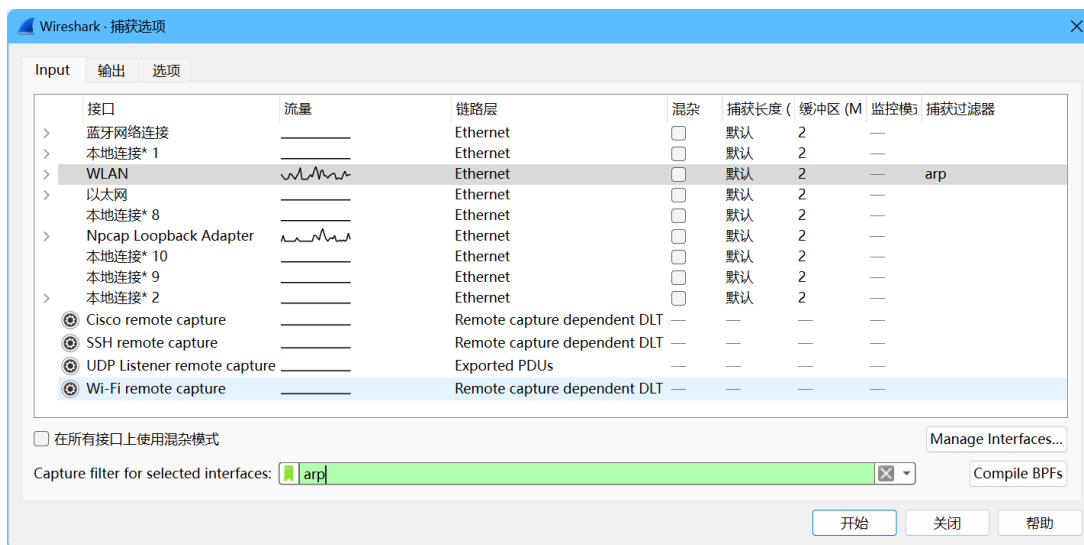 Wireshark · 捕获选项
Input 输出 选项
接口 流量 链路层 混杂 捕获长度 ( 缓冲区 (M 监控模式 捕获过滤器
蓝牙网络连接 Ethernet 默认 2 —
本地连接* 1 Ethernet 默认 2 —
WLAN Ethernet 默认 2 — arp
以太网 Ethernet 默认 2 —
本地连接* 8 Ethernet 默认 2 —
Npcap Loopback Adapter Ethernet 默认 2 —
本地连接* 10 Ethernet 默认 2 —
本地连接* 9 Ethernet 默认 2 —
本地连接* 2 Ethernet 默认 2 —
Cisco remote capture Remote capture dependent DLT — — — —
SSH remote capture Remote capture dependent DLT — — — —
UDP Listener remote capture Exported PDUs — — — —
Wi-Fi remote capture Remote capture dependent DLT — — — —
在所有接口上使用混杂模式 Manage Interfaces...
Capture filter for selected interfaces: arp Compile BPFs
开始 关闭 帮助